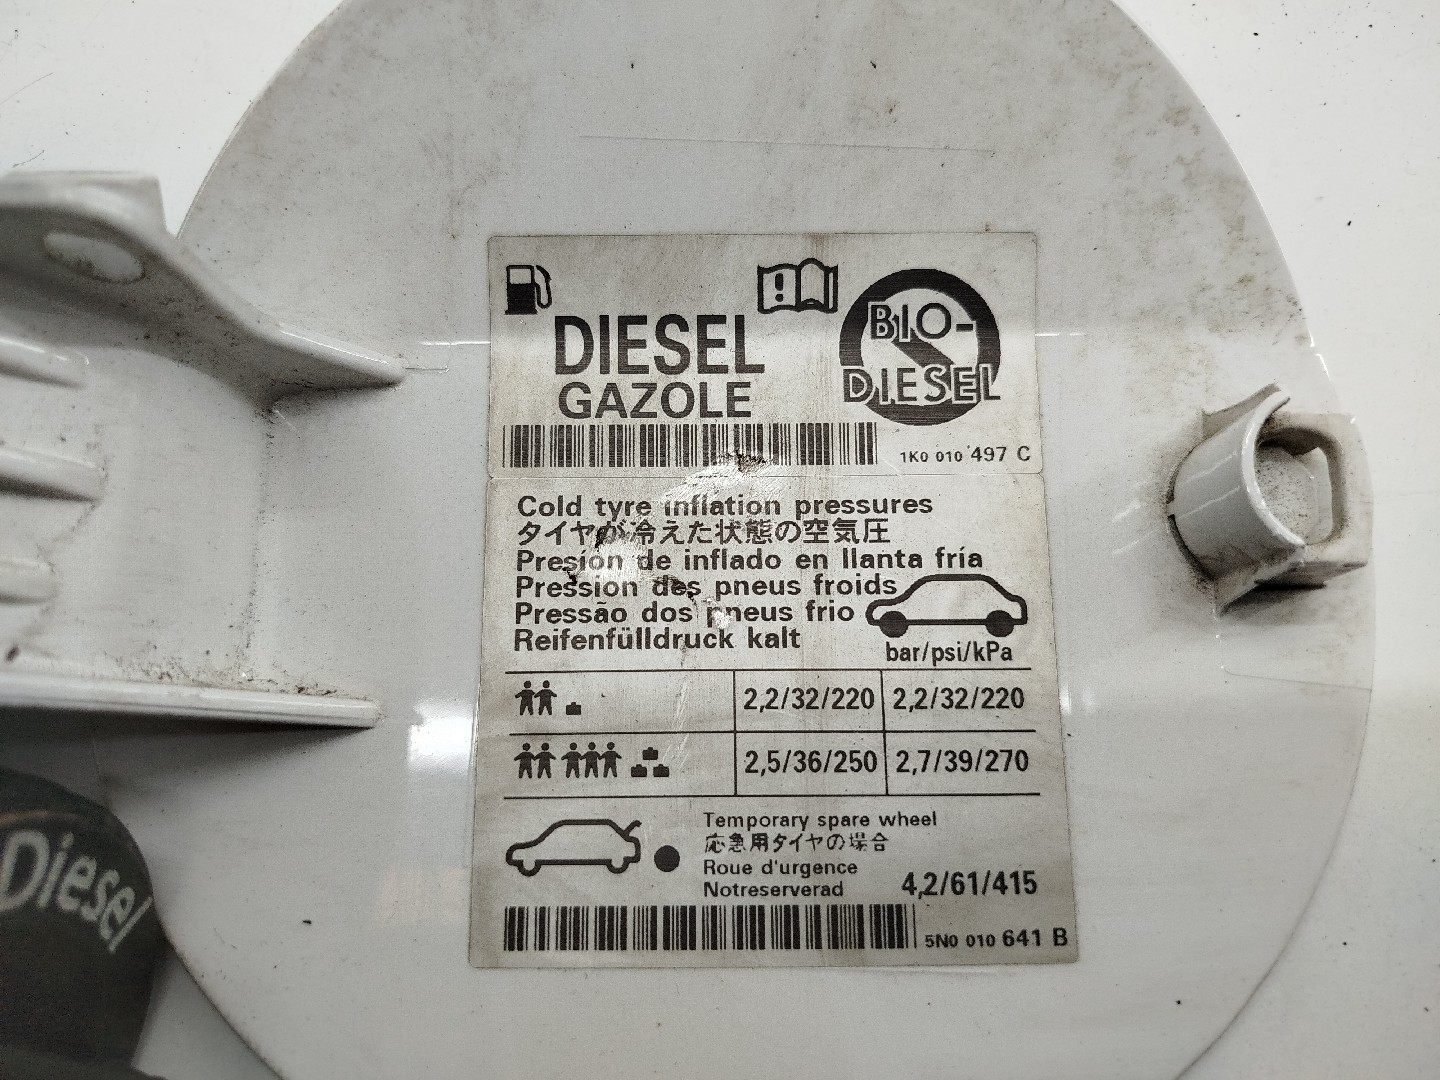 DIESEL
GAZOLE
BIO-
DIESEL
1K0 010 497 C
Cold tyre inflation pressures
タイヤが冷えた状態の空気圧
Presión de inflado en llanta fría
Pression des pneus froids
Pressão dos pneus frio
Reifenfülldruck kalt
bar/psi/kPa
2,2/32/220 2,2/32/220
2,5/36/250 2,7/39/270
Temporary spare wheel
応急用タイヤの場合
Roue d'urgence
Notreserverad 4,2/61/415
5N0 010 641 B
Diesel